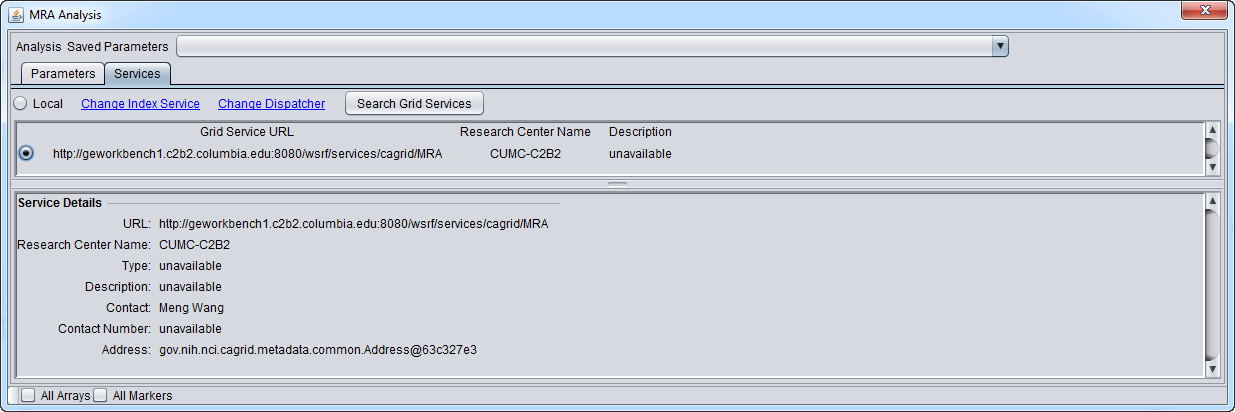 MRA Analysis
Analysis Saved Parameters
Parameters Services
Local Change Index Service Change Dispatcher Search Grid Services
Grid Service URL Research Center Name Description
http://geworkbench1.c2b2.columbia.edu:8080/wsrf/services/cagrid/MRA CUMC-C2B2 unavailable
Service Details
URL: http://geworkbench1.c2b2.columbia.edu:8080/wsrf/services/cagrid/MRA
Research Center Name: CUMC-C2B2
Type: unavailable
Description: unavailable
Contact: Meng Wang
Contact Number: unavailable
Address: gov.nih.nci.cagrid.metadata.common.Address@63c327e3
All Arrays All Markers